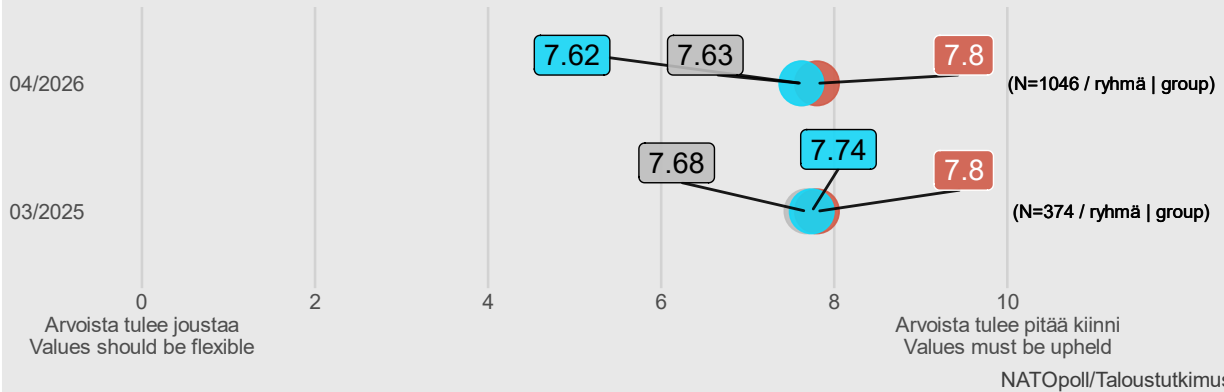 7.62 7.63 7.8
04/2026 (N=1046 / ryhmä | group)
7.68 7.74 7.8
03/2025 (N=374 / ryhmä | group)
0 2 4 6 8 10
Arvoista tulee joustaa Arvoista tulee pitää kiinni
Values should be flexible Values must be upheld
NATOpoll/Taloustutkimus